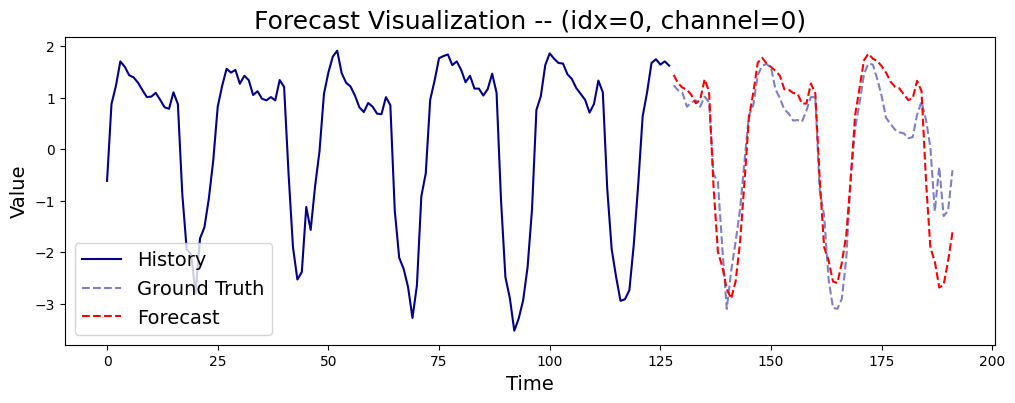 Forecast Visualization -- (idx=0, channel=0)
Value
2
1
0
−1
−2
−3
History
Ground Truth
Forecast
0 25 50 75 100 125 150 175 200
Time